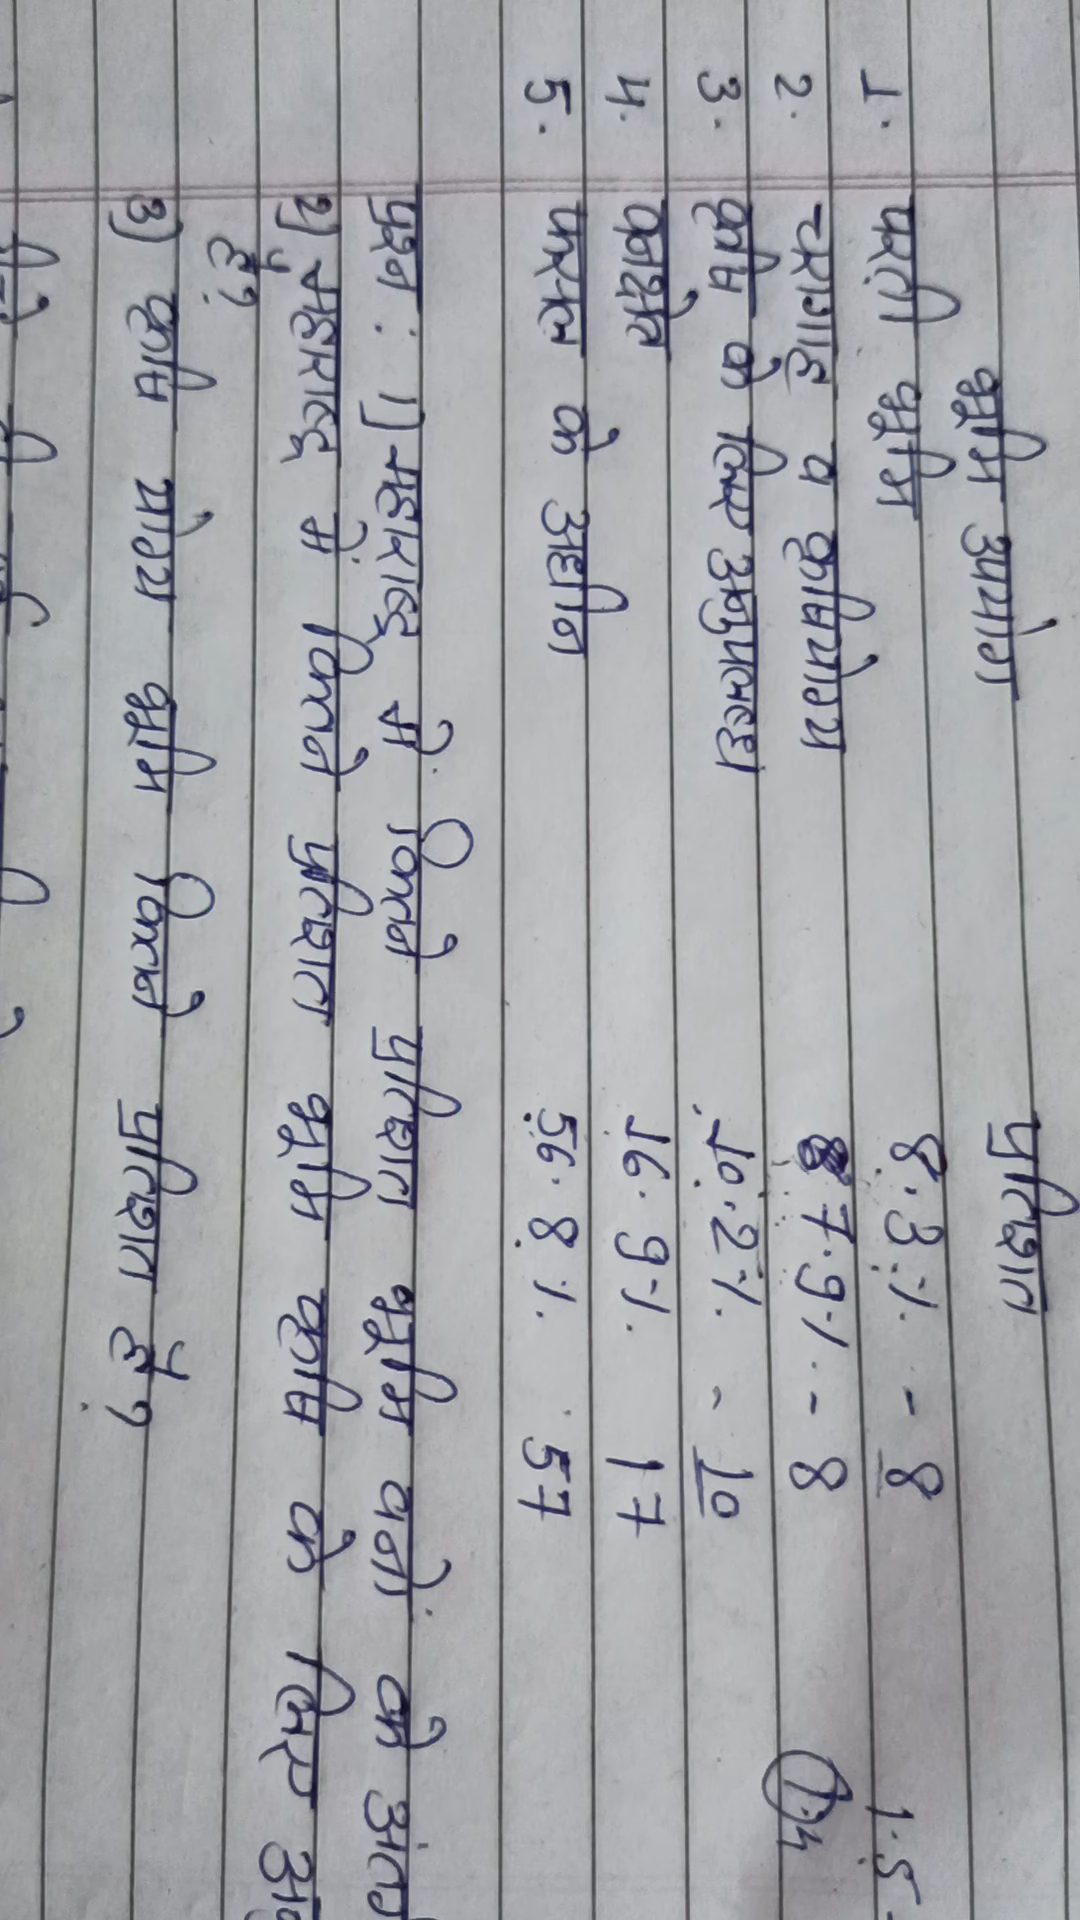 भूमि उपयोग प्रतिशत
1. परती भूमि 8.3% - 8 1.5
2. चरागाह व कृषियोग्य 7.9% - 8 1.4
3. कृषि के लिए अनुपलब्ध 10.2% - 10
4. वनक्षेत्र 16.9% 17
5. फसल के अधीन 56.8% 57
प्रश्न : 1) महाराष्ट्र में कितने प्रतिशत भूमि वनों के
2) महाराष्ट्र में कितने प्रतिशत भूमि कृषि के लिए
है?
3) कृषि योग्य भूमि कितने प्रतिशत है?